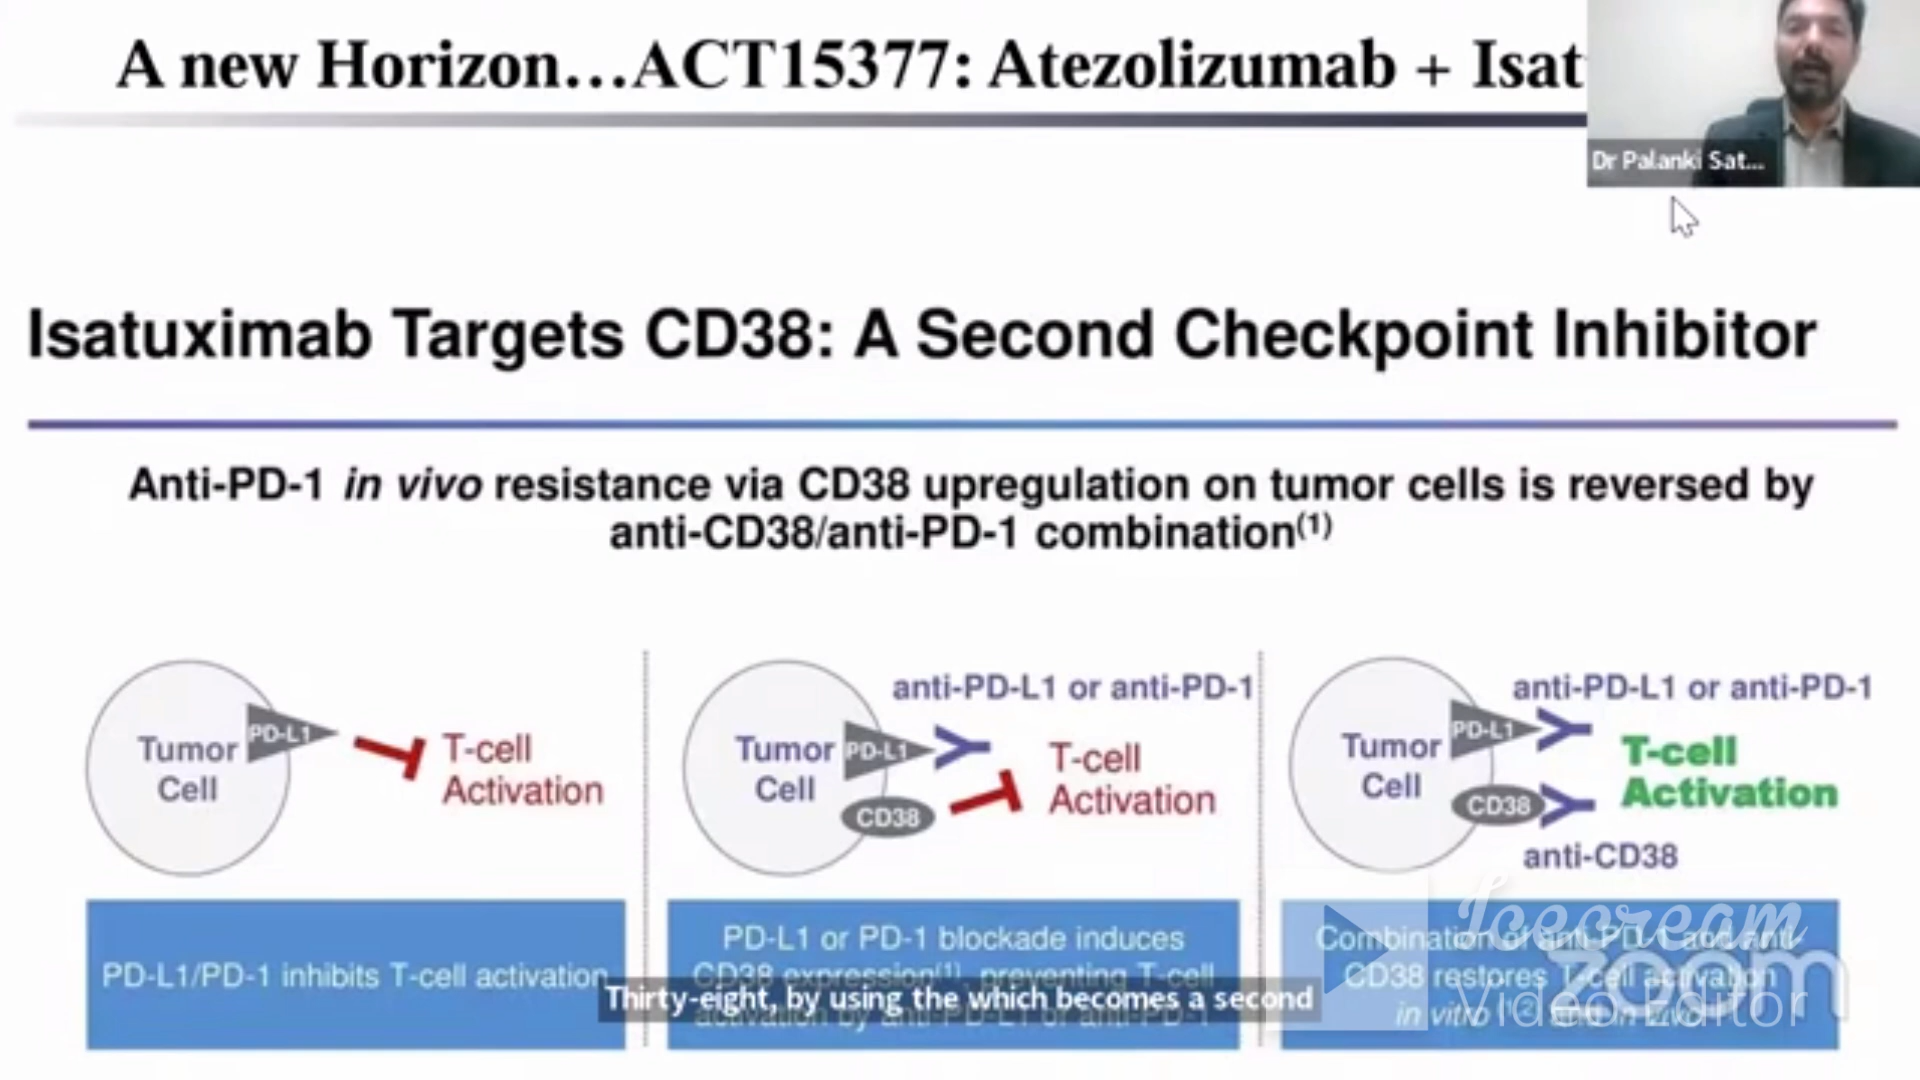 A new Horizon…ACT15377: Atezolizumab + Isat
Dr Palanki Sat...
Isatuximab Targets CD38: A Second Checkpoint Inhibitor
Anti-PD-1 in vivo resistance via CD38 upregulation on tumor cells is reversed by
anti-CD38/anti-PD-1 combination(1)
Tumor
Cell
PD-L1
T-cell
Activation
PD-L1/PD-1 inhibits T-cell activation
anti-PD-L1 or anti-PD-1
Tumor
Cell
PD-L1
CD38
T-cell
Activation
PD-L1 or PD-1 blockade induces
CD38 expression(1), preventing T-cell
activation by anti-PD-L1 or anti-PD-1
anti-PD-L1 or anti-PD-1
Tumor
Cell
PD-L1
CD38
T-cell
Activation
anti-CD38
Combination of anti PD-1 and anti-
CD38 restores T-cell activation
in vitro
in vivo
Thirty-eight, by using the which becomes a second
Icecream
Video Editor
zoom